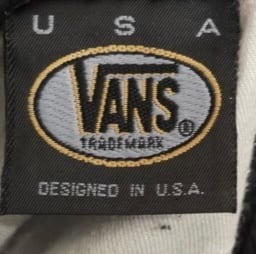 U S A
VANS®
TRADEMARK
DESIGNED IN U.S.A.